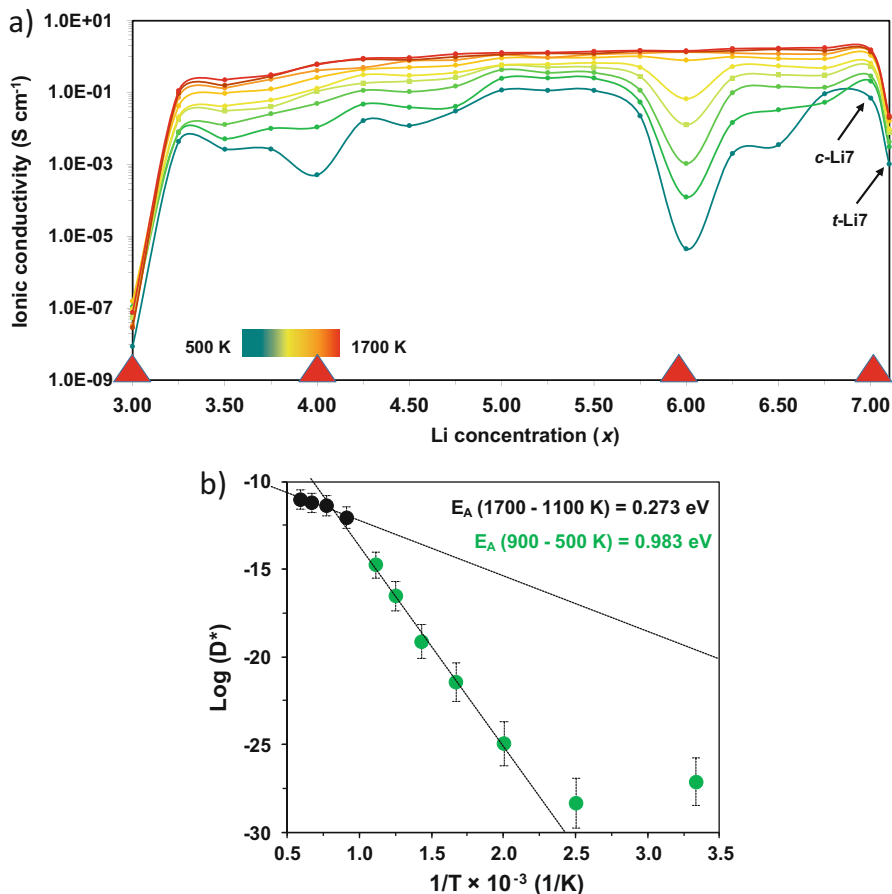 a)
1.0E+01
1.0E-01
1.0E-03
1.0E-05
1.0E-07
1.0E-09
Ionic conductivity (S cm⁻¹)
c-Li7
t-Li7
500 K 1700 K
3.00 3.50 4.00 4.50 5.00 5.50 6.00 6.50 7.00
Li concentration (x)
b)
-10
-15
-20
-25
-30
Log (D*)
E_A (1700 - 1100 K) = 0.273 eV
E_A (900 - 500 K) = 0.983 eV
0.5 1.0 1.5 2.0 2.5 3.0 3.5
1/T × 10⁻³ (1/K)